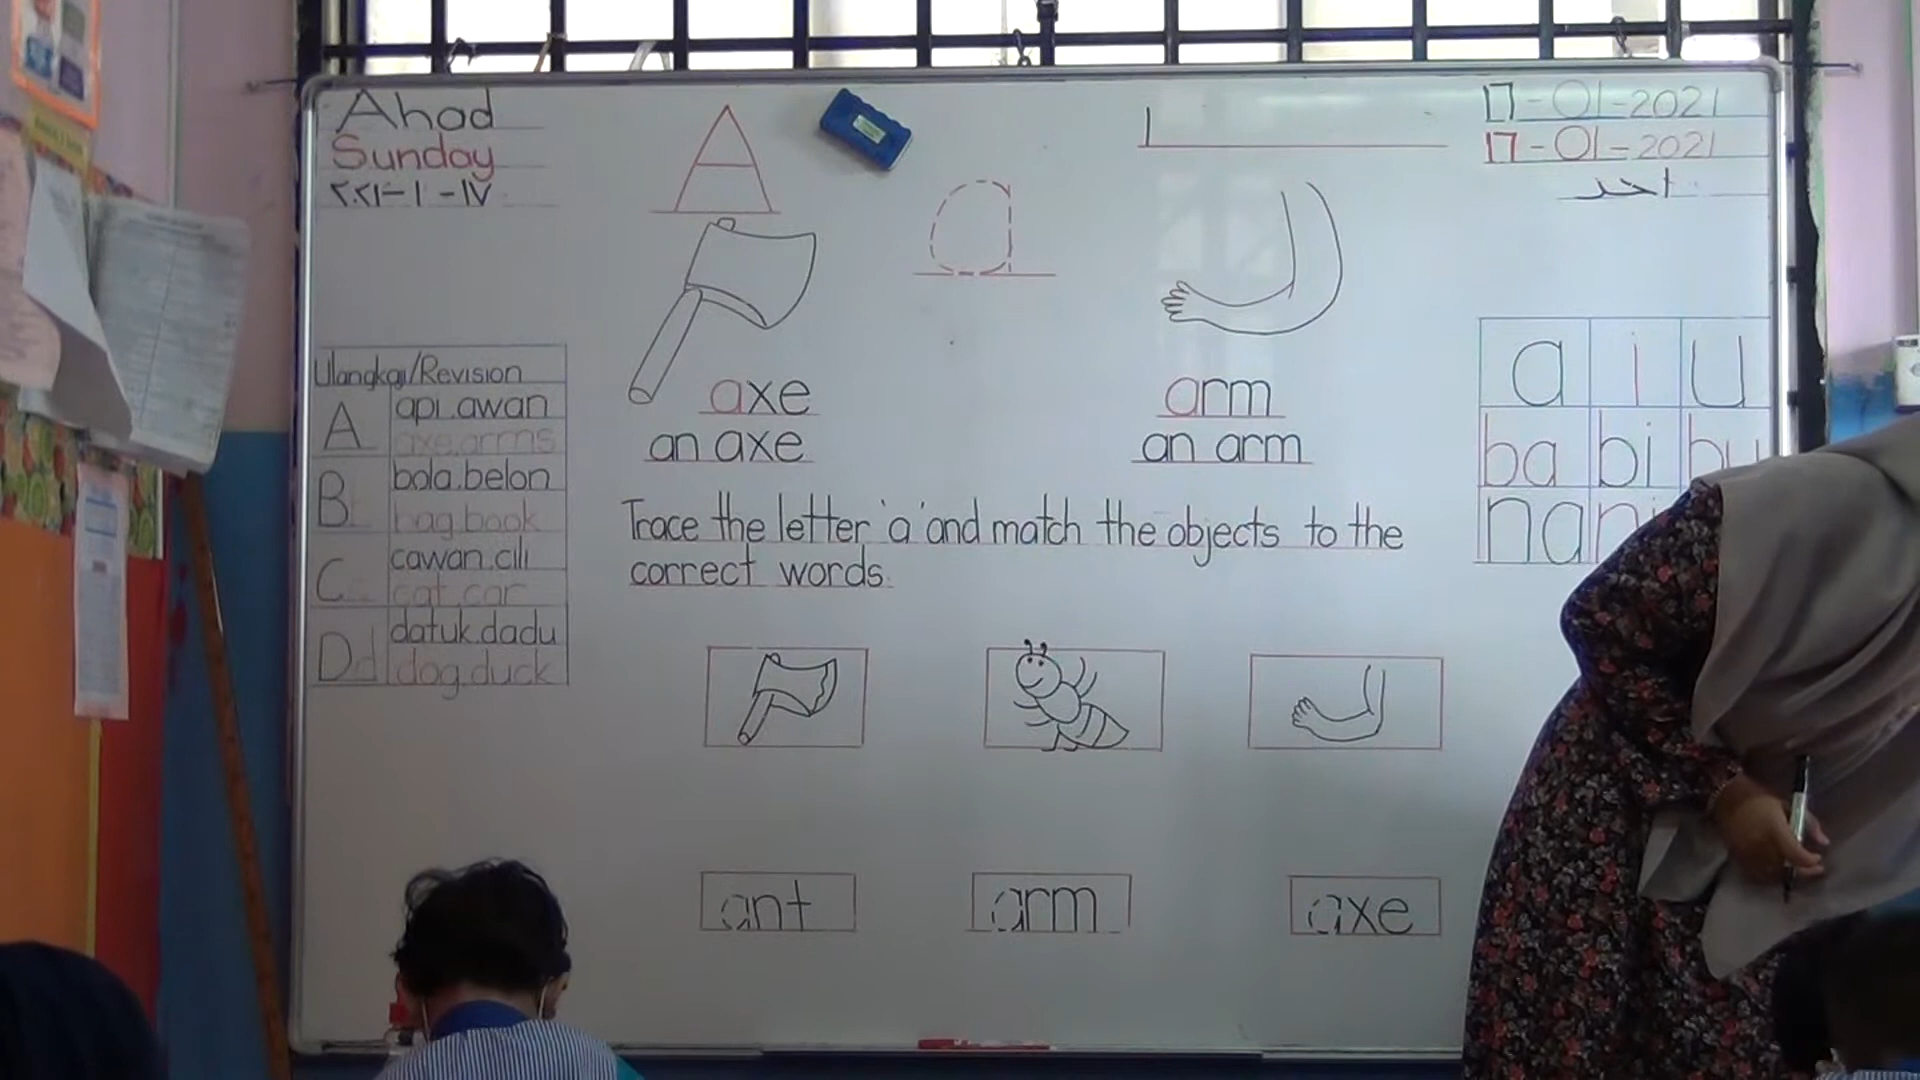 Ahad
Sunday
٢٠٢١-١-١٧
A
a
17-01-2021
17-01-2021
احد
Ulangkaji/Revision
A
api.awan
axe.arms
B
bola.belon
bag.book
C
cawan.cili
cat.car
Dd
datuk.dadu
dog.duck
axe
an axe
arm
an arm
Trace the letter 'a' and match the objects to the
correct words.
ant
arm
axe
a i u
ba bi bu
na